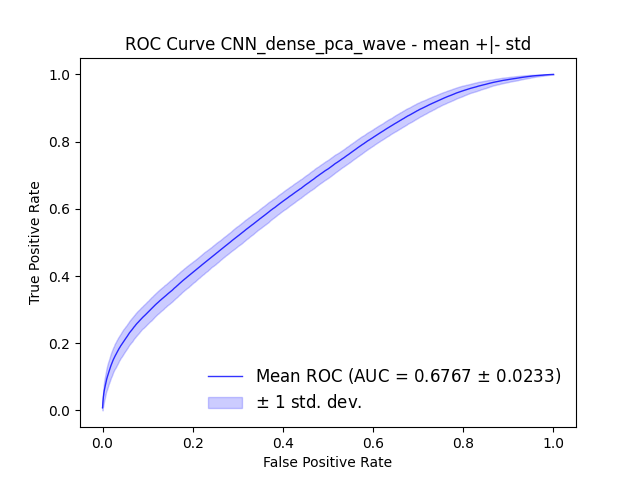 ROC Curve CNN_dense_pca_wave - mean +|- std
1.0
0.8
0.6
0.4
0.2
0.0
True Positive Rate
Mean ROC (AUC = 0.6767 ± 0.0233)
± 1 std. dev.
0.0 0.2 0.4 0.6 0.8 1.0
False Positive Rate